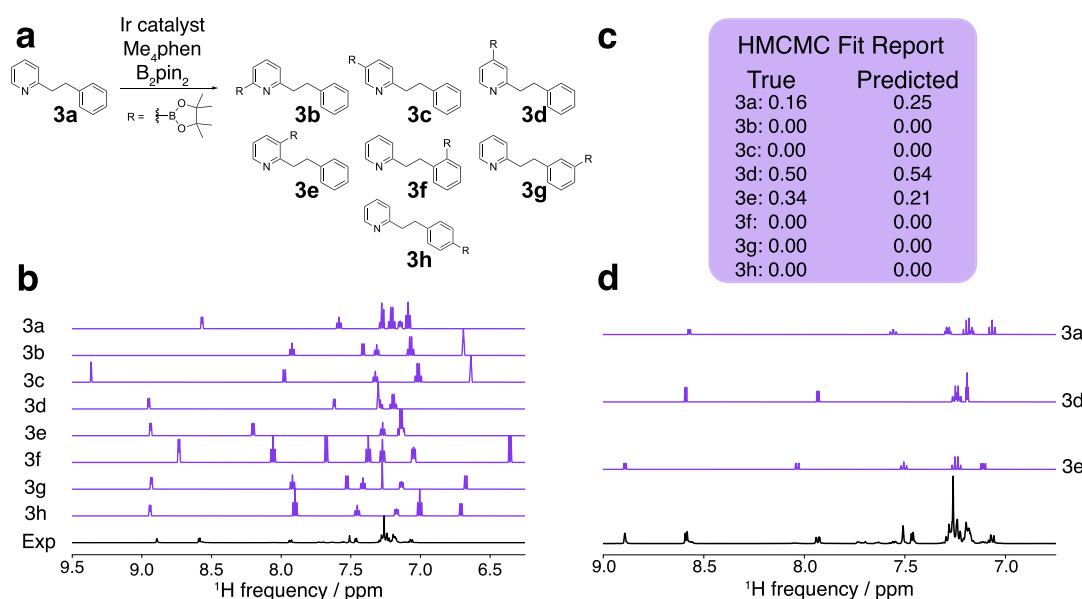 a
Ir catalyst
Me4phen
B2pin2
R =
B
O
O
N
3a
R
N
3b
R
N
3c
R
N
3d
R
N
3e
R
N
3f
R
N
3g
R
N
3h
b
3a
3b
3c
3d
3e
3f
3g
3h
Exp
9.5 9.0 8.5 8.0 7.5 7.0 6.5
1H frequency / ppm
c
HMCMC Fit Report
True Predicted
3a: 0.16 0.25
3b: 0.00 0.00
3c: 0.00 0.00
3d: 0.50 0.54
3e: 0.34 0.21
3f: 0.00 0.00
3g: 0.00 0.00
3h: 0.00 0.00
d
3a
3d
3e
9.0 8.5 8.0 7.5 7.0
1H frequency / ppm